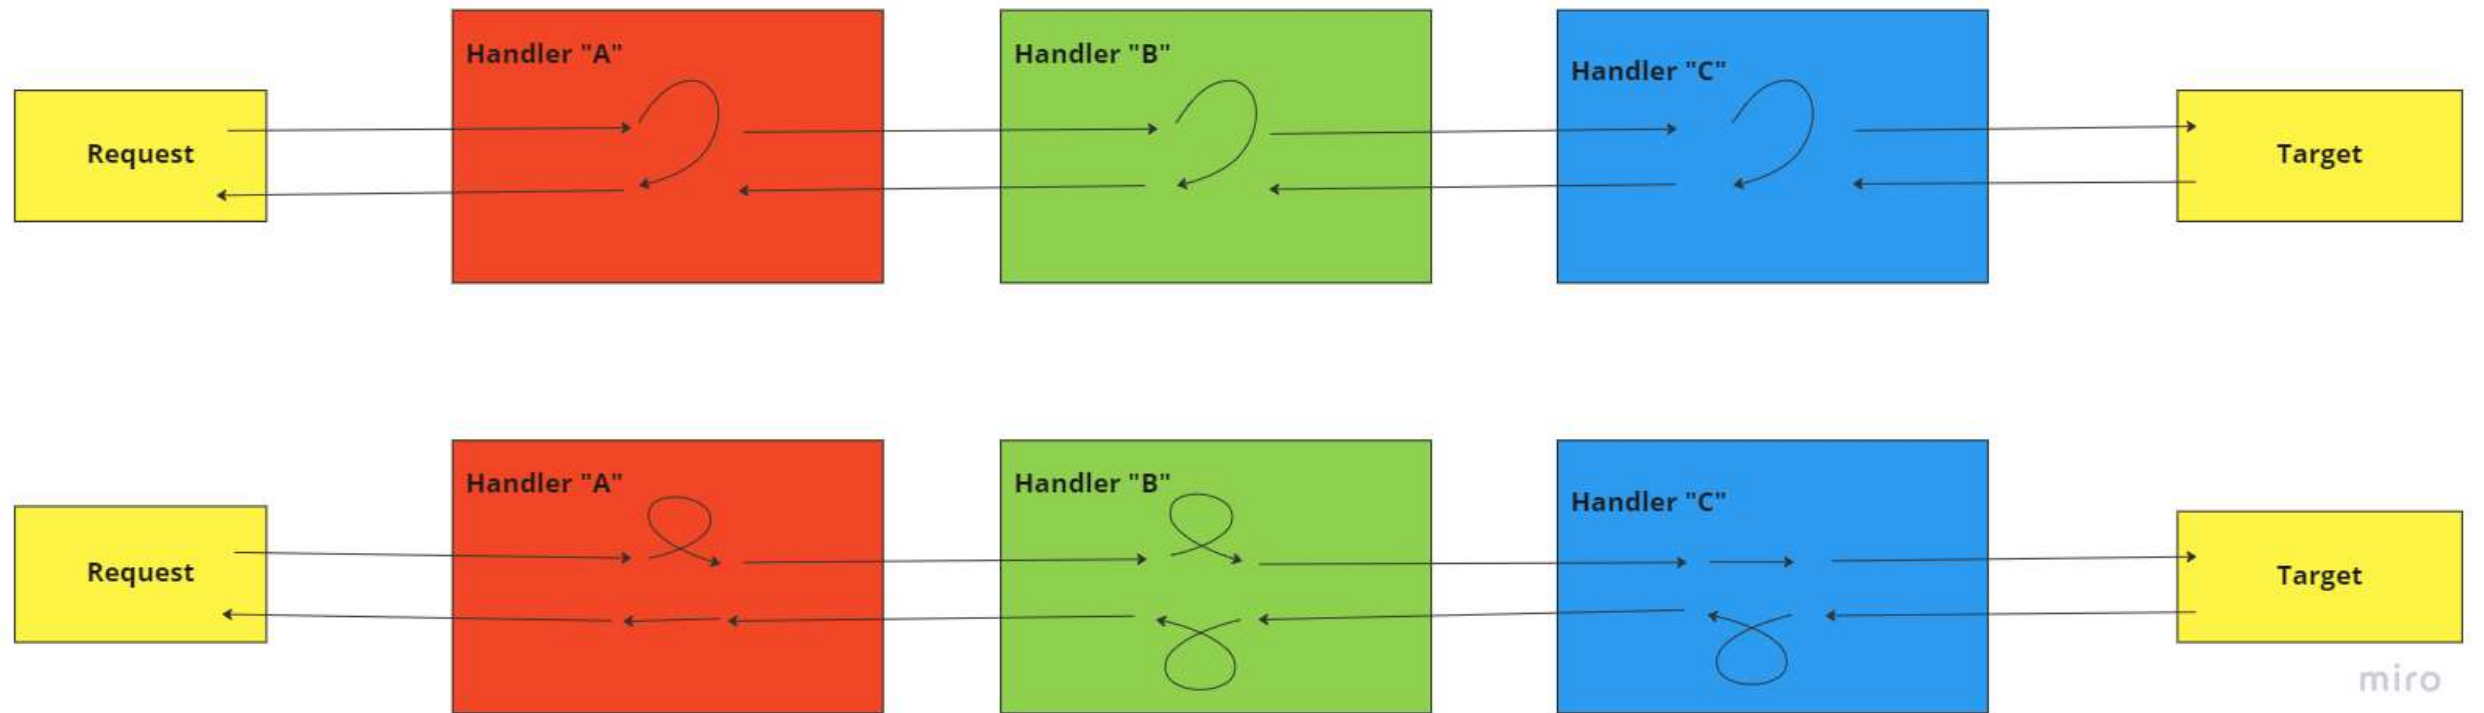 Handler "A"
Handler "B"
Handler "C"
Request
Target
Handler "A"
Handler "B"
Handler "C"
Request
Target
miro